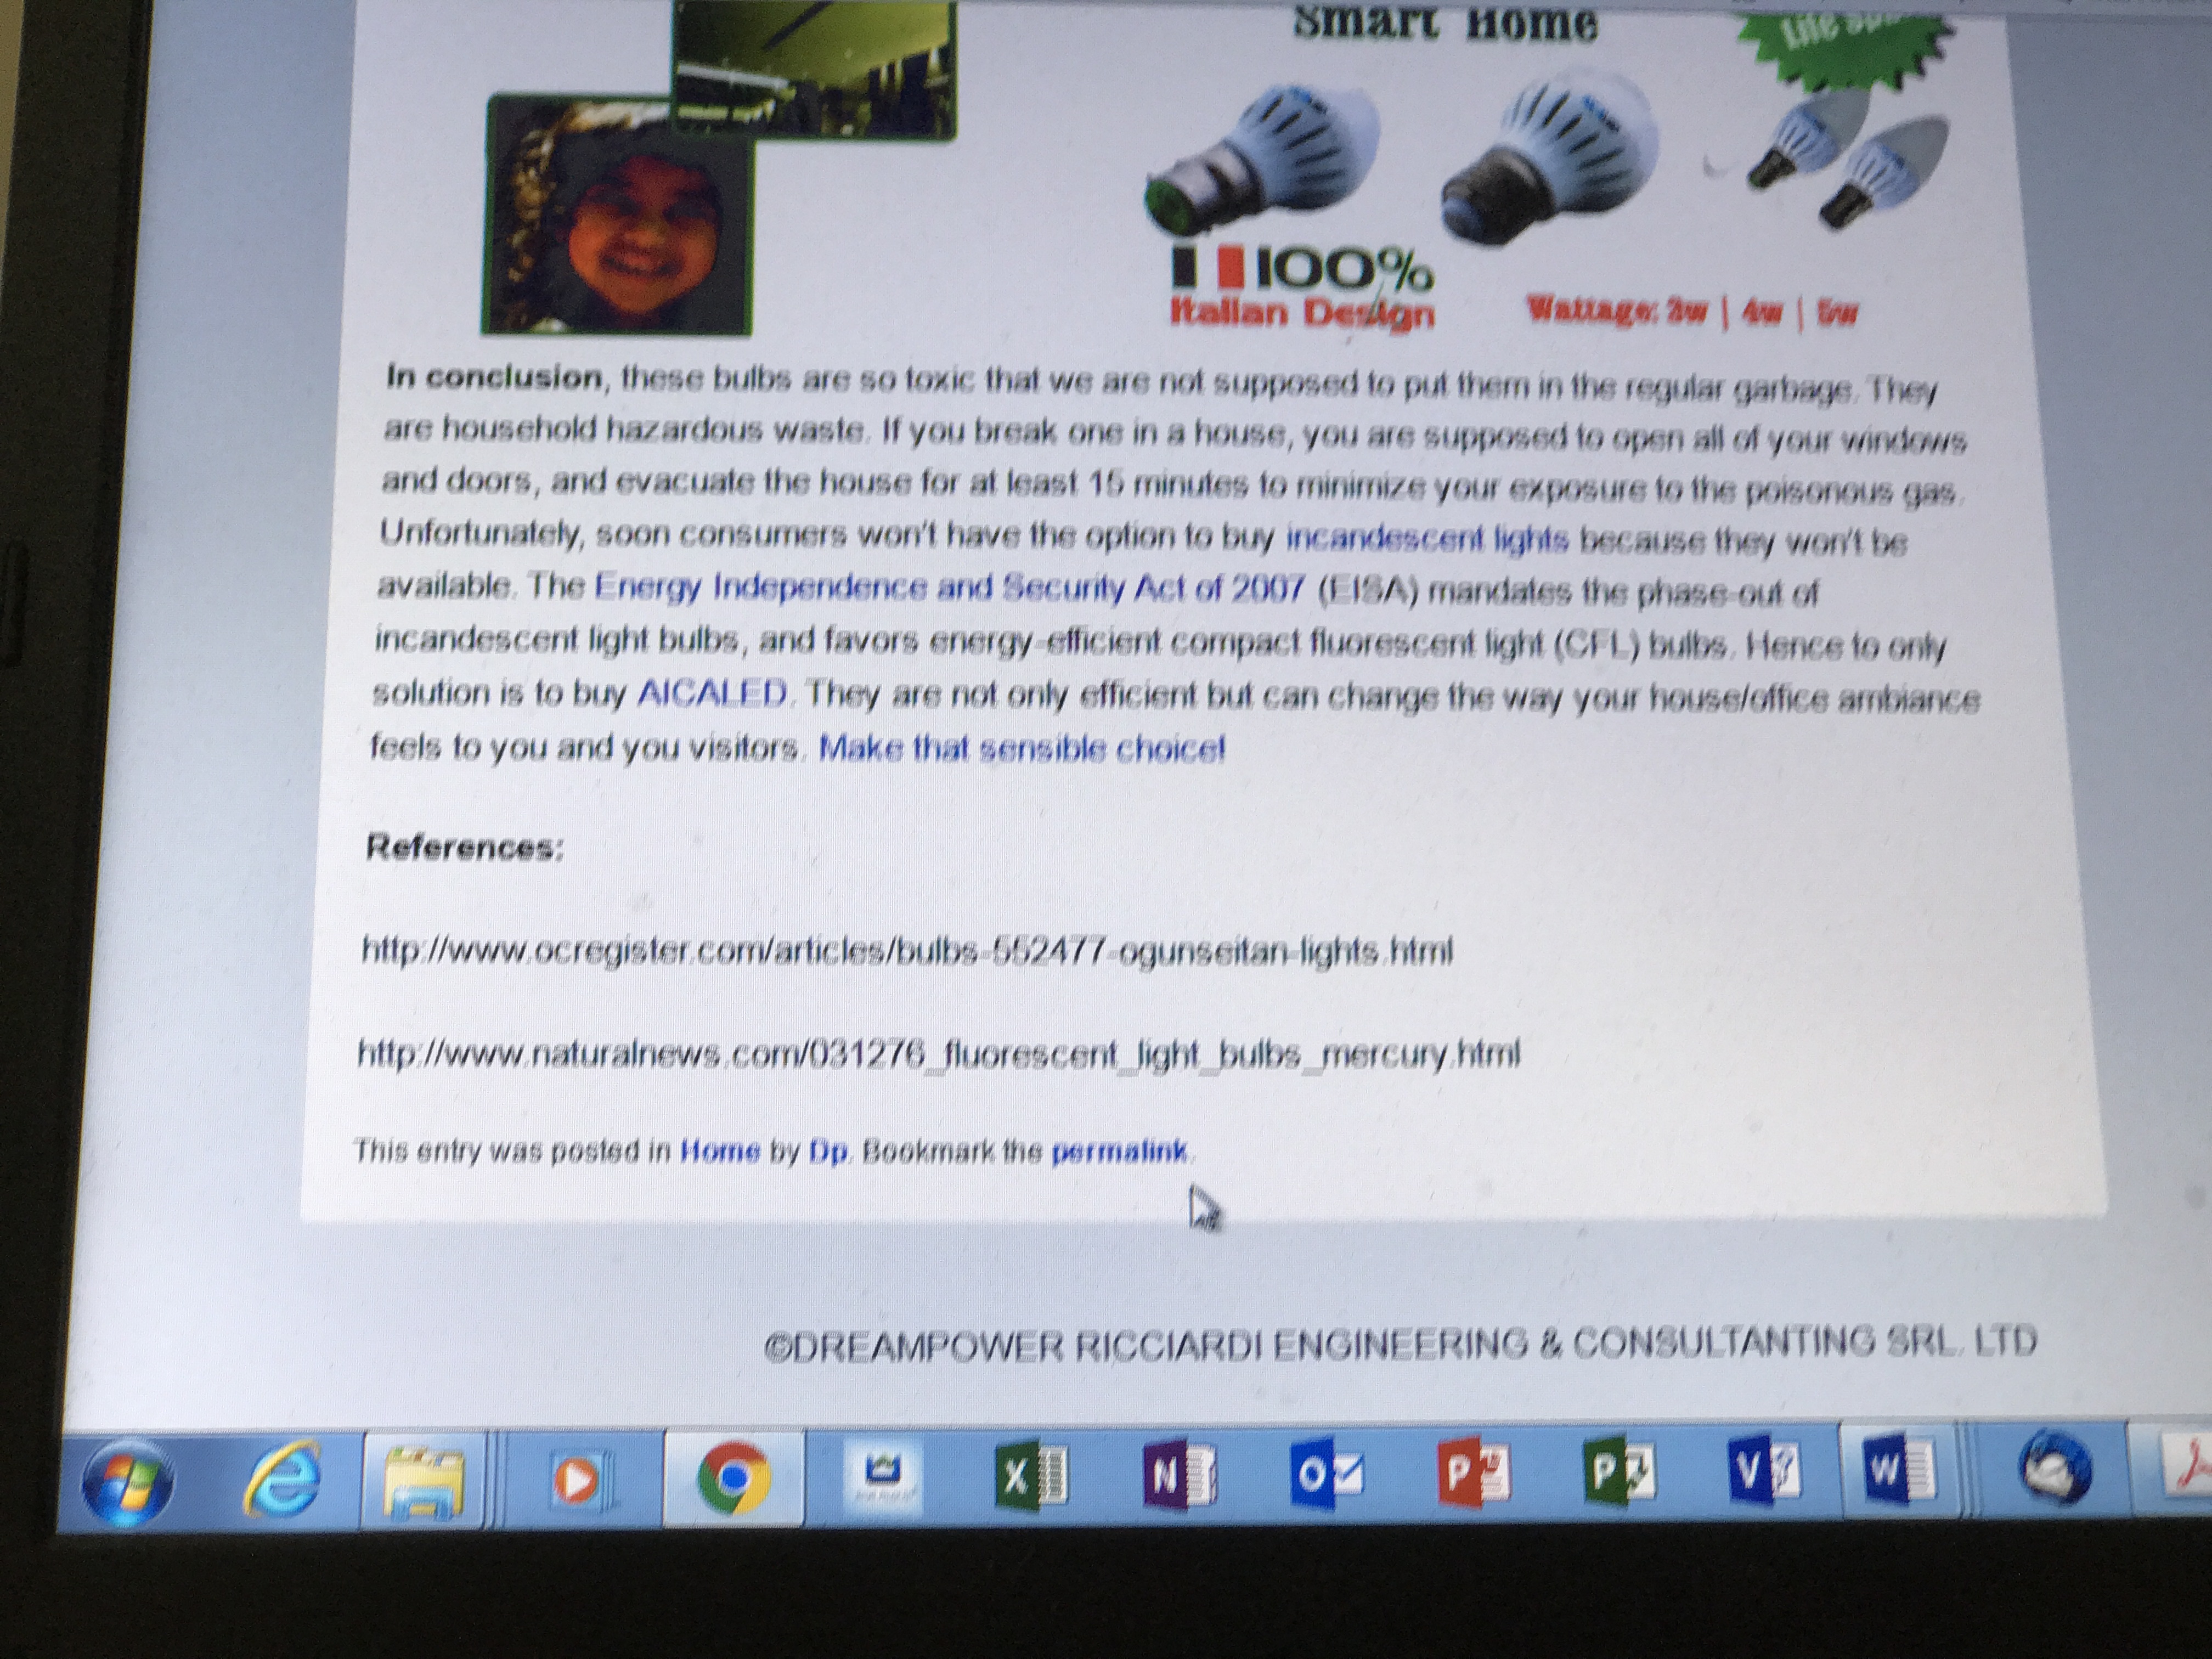 Smart Home
Life
100%
Italian Design
Wattage: 3w | 4w | 5w
In conclusion, these bulbs are so toxic that we are not supposed to put them in the regular garbage. They
are household hazardous waste. If you break one in a house, you are supposed to open all of your windows
and doors, and evacuate the house for at least 15 minutes to minimize your exposure to the poisonous gas.
Unfortunately, soon consumers won't have the option to buy incandescent lights because they won't be
available. The Energy Independence and Security Act of 2007 (EISA) mandates the phase-out of
incandescent light bulbs, and favors energy-efficient compact fluorescent light (CFL) bulbs. Hence to only
solution is to buy AICALED. They are not only efficient but can change the way your house/office ambiance
feels to you and you visitors. Make that sensible choice!
References:
http://www.ocregister.com/articles/bulbs-552477-ogunseitan-lights.html
http://www.naturalnews.com/031276_fluorescent_light_bulbs_mercury.html
This entry was posted in Home by Dp. Bookmark the permalink.
©DREAMPOWER RICCIARDI ENGINEERING & CONSULTANTING SRL. LTD